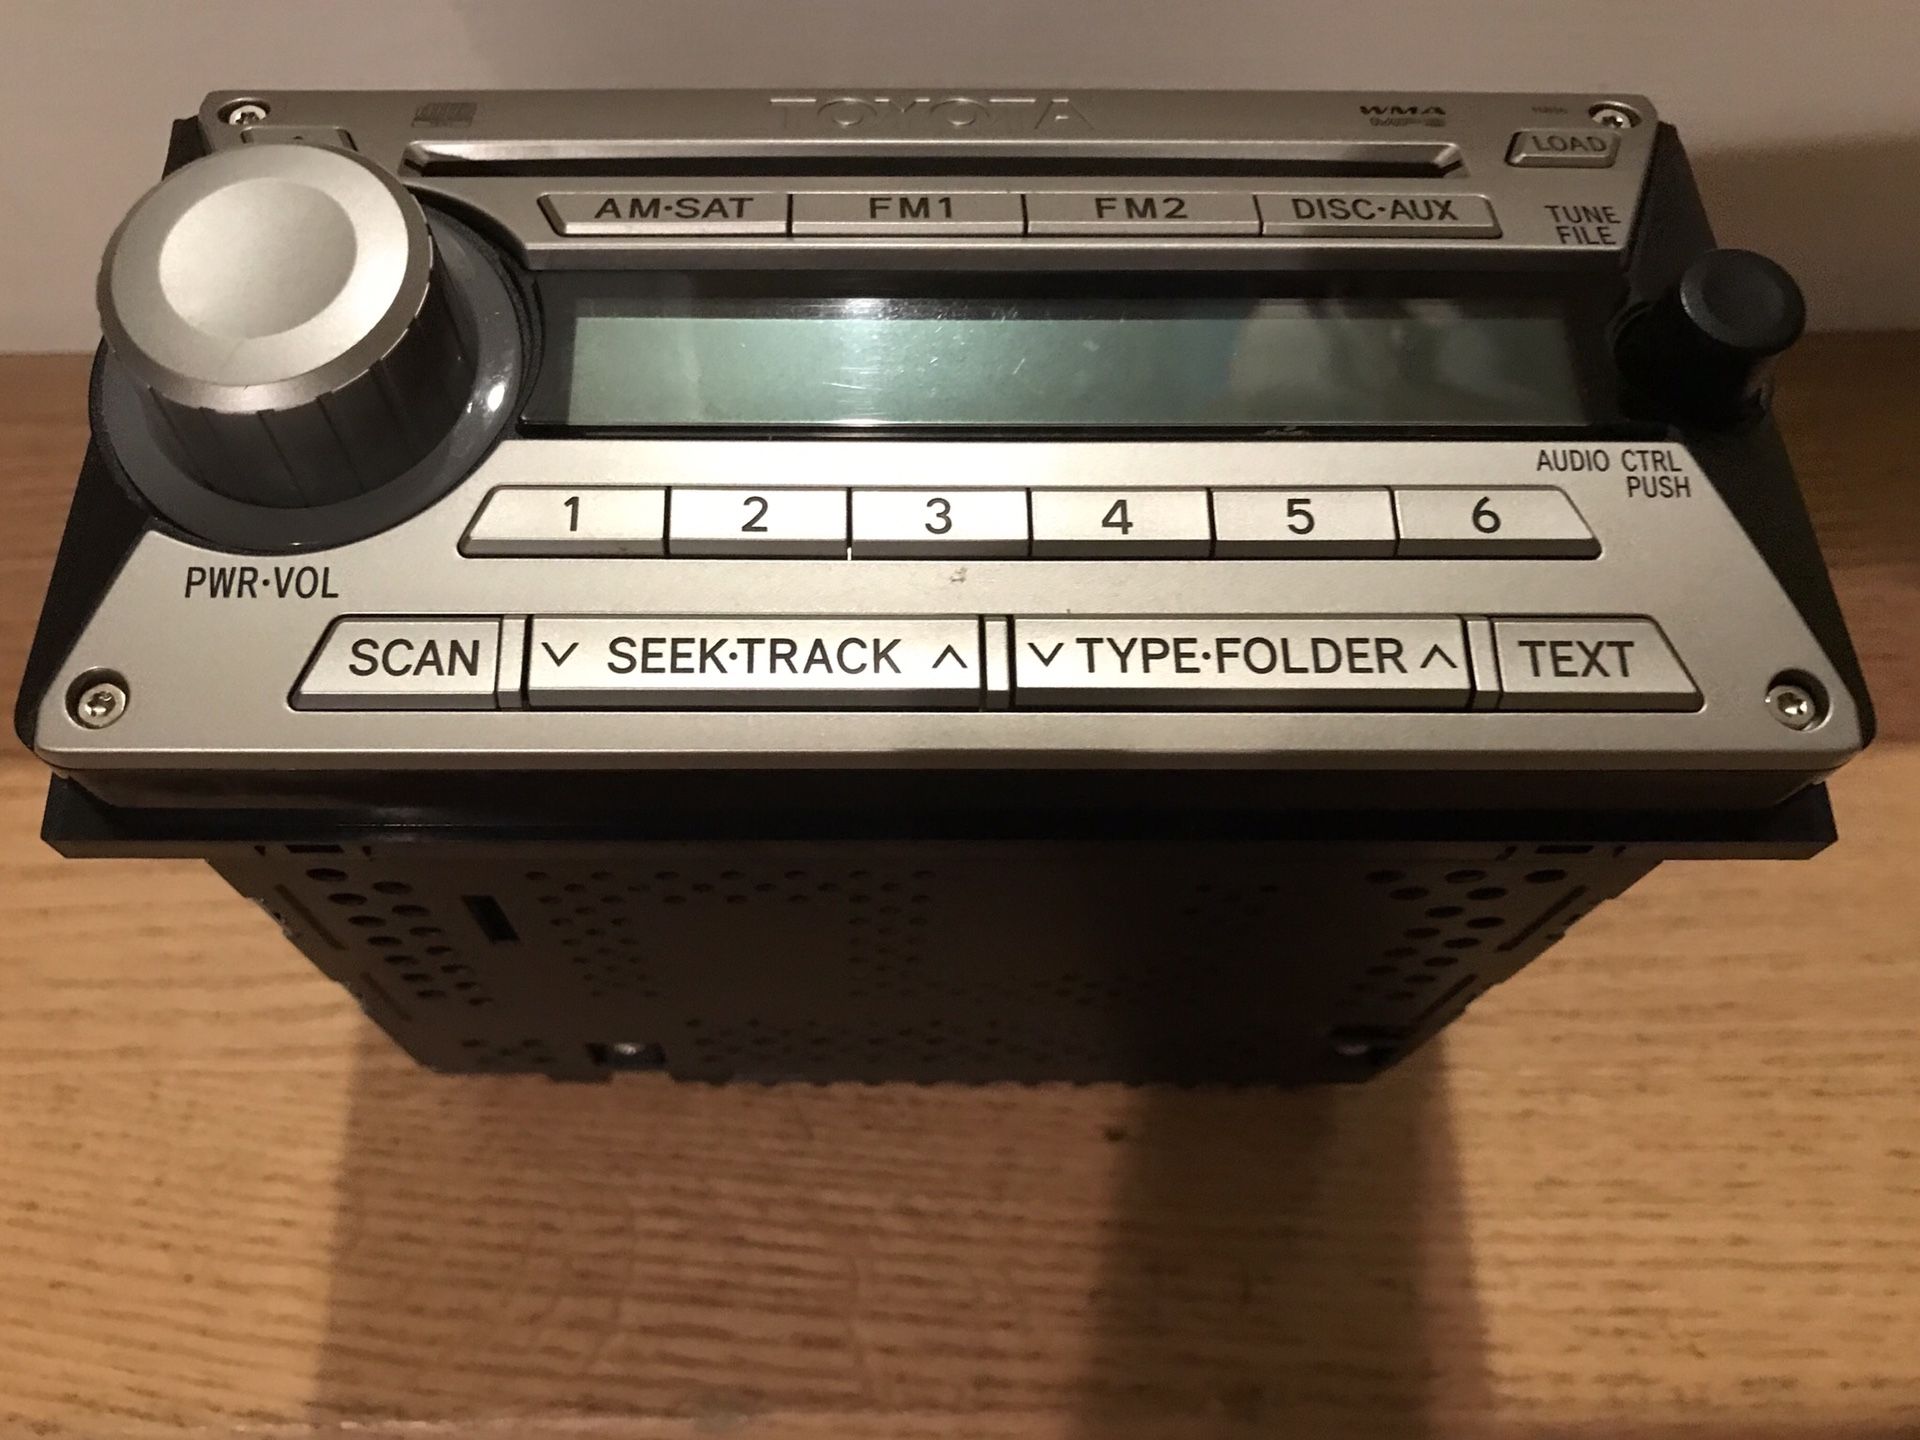 TOYOTA
WMA
LOAD
AM·SAT FM1 FM2 DISC·AUX
TUNE
FILE
AUDIO CTRL
PUSH
1 2 3 4 5 6
PWR·VOL
SCAN ∨ SEEK·TRACK ∧ ∨ TYPE·FOLDER ∧ TEXT